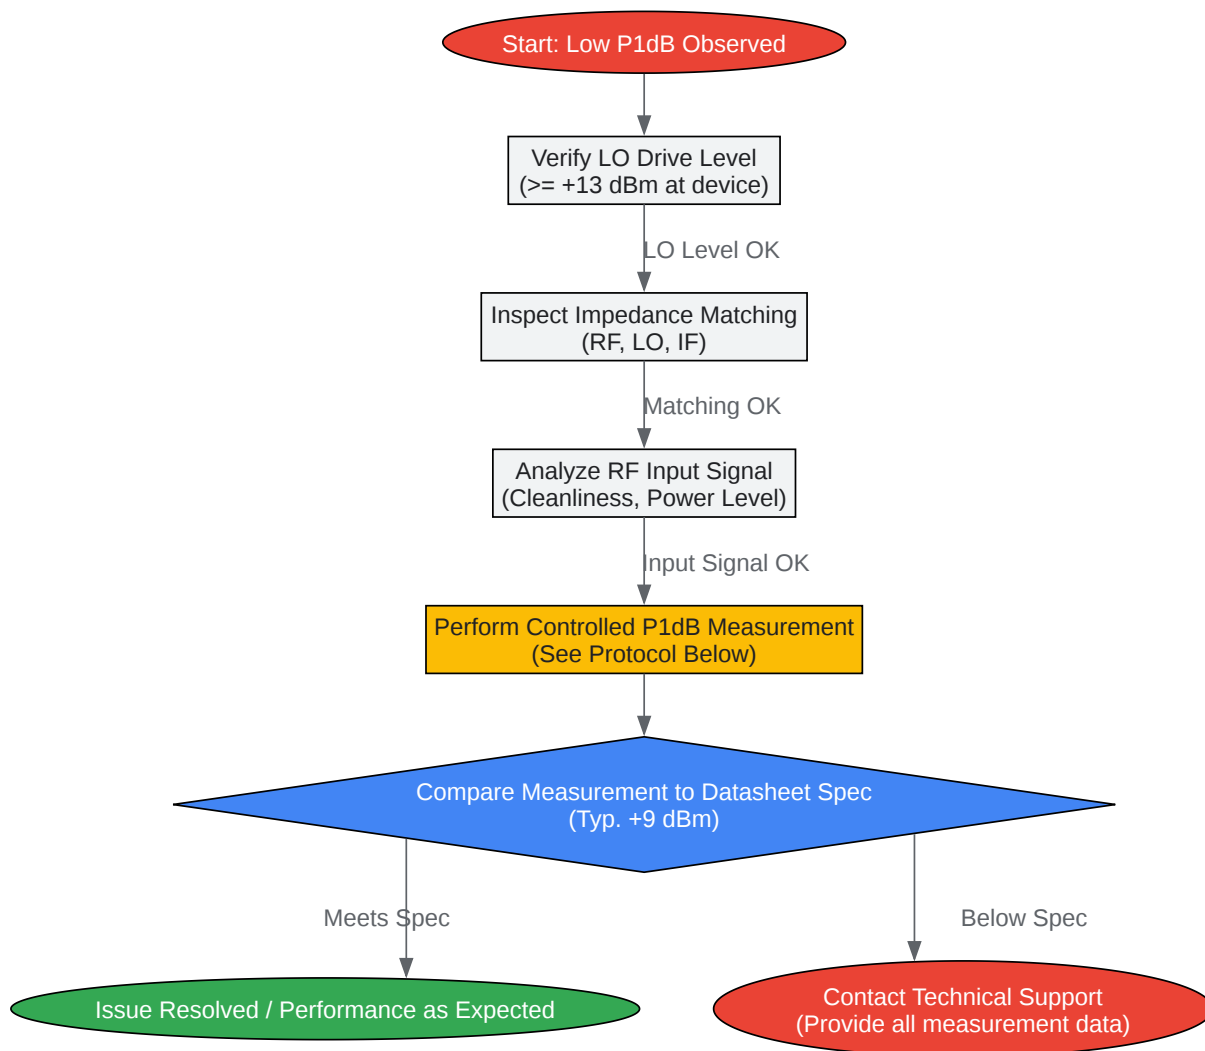 Start: Low P1dB Observed
Verify LO Drive Level
(>= +13 dBm at device)
LO Level OK
Inspect Impedance Matching
(RF, LO, IF)
Matching OK
Analyze RF Input Signal
(Cleanliness, Power Level)
Input Signal OK
Perform Controlled P1dB Measurement
(See Protocol Below)
Compare Measurement to Datasheet Spec
(Typ. +9 dBm)
Meets Spec
Below Spec
Issue Resolved / Performance as Expected
Contact Technical Support
(Provide all measurement data)